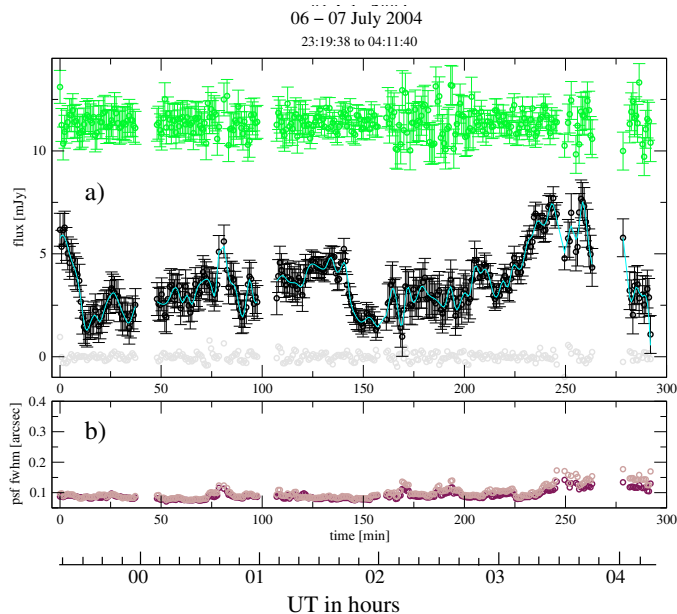 06 – 07 July 2004
23:19:38 to 04:11:40
10
5
0
flux [mJy]
a)
0 50 100 150 200 250 300
0.4
0.3
0.2
0.1
psf fwhm [arcsec]
b)
0 50 100 150 200 250 300
time [min]
00 01 02 03 04
UT in hours